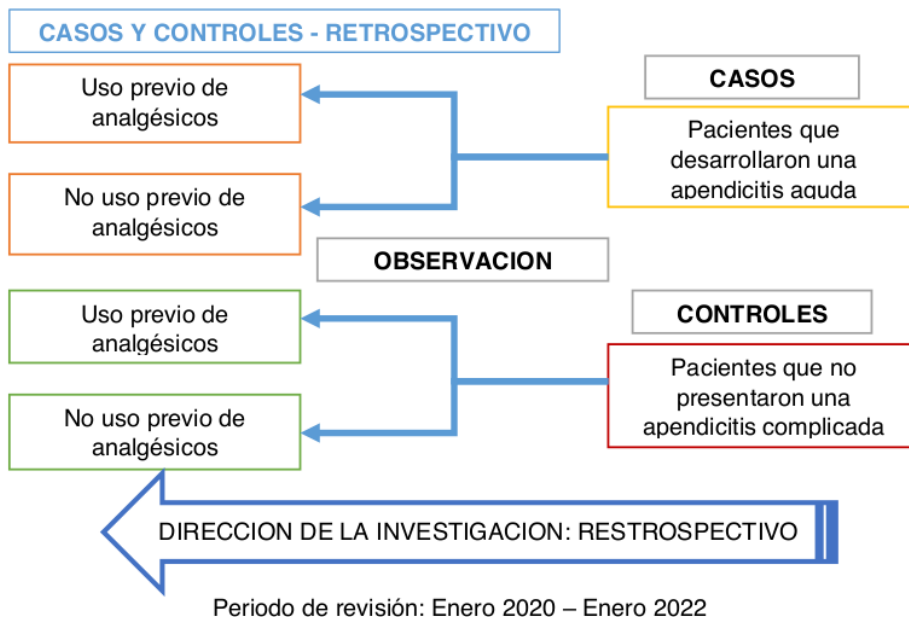 CASOS Y CONTROLES - RETROSPECTIVO
Uso previo de
analgésicos
No uso previo de
analgésicos
CASOS
Pacientes que
desarrollaron una
apendicitis aguda
OBSERVACION
Uso previo de
analgésicos
No uso previo de
analgésicos
CONTROLES
Pacientes que no
presentaron una
apendicitis complicada
DIRECCION DE LA INVESTIGACION: RESTROSPECTIVO
Periodo de revisión: Enero 2020 – Enero 2022